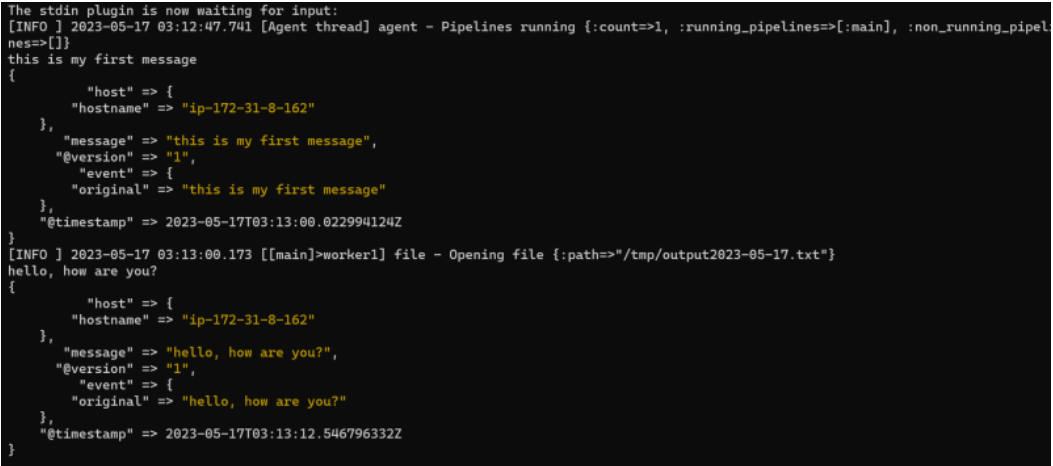 The stdin plugin is now waiting for input:
[INFO ] 2023-05-17 03:12:47.741 [Agent thread] agent - Pipelines running {:count=>1, :running_pipelines=>[:main], :non_running_pipeli
nes=>[]}
this is my first message
{
"host" => {
"hostname" => "ip-172-31-8-162"
},
"message" => "this is my first message",
"@version" => "1",
"event" => {
"original" => "this is my first message"
},
"@timestamp" => 2023-05-17T03:13:00.022994124Z
}
[INFO ] 2023-05-17 03:13:00.173 [[main]>worker1] file - Opening file {:path=>"/tmp/output2023-05-17.txt"}
hello, how are you?
{
"host" => {
"hostname" => "ip-172-31-8-162"
},
"message" => "hello, how are you?",
"@version" => "1",
"event" => {
"original" => "hello, how are you?"
},
"@timestamp" => 2023-05-17T03:13:12.546796332Z
}